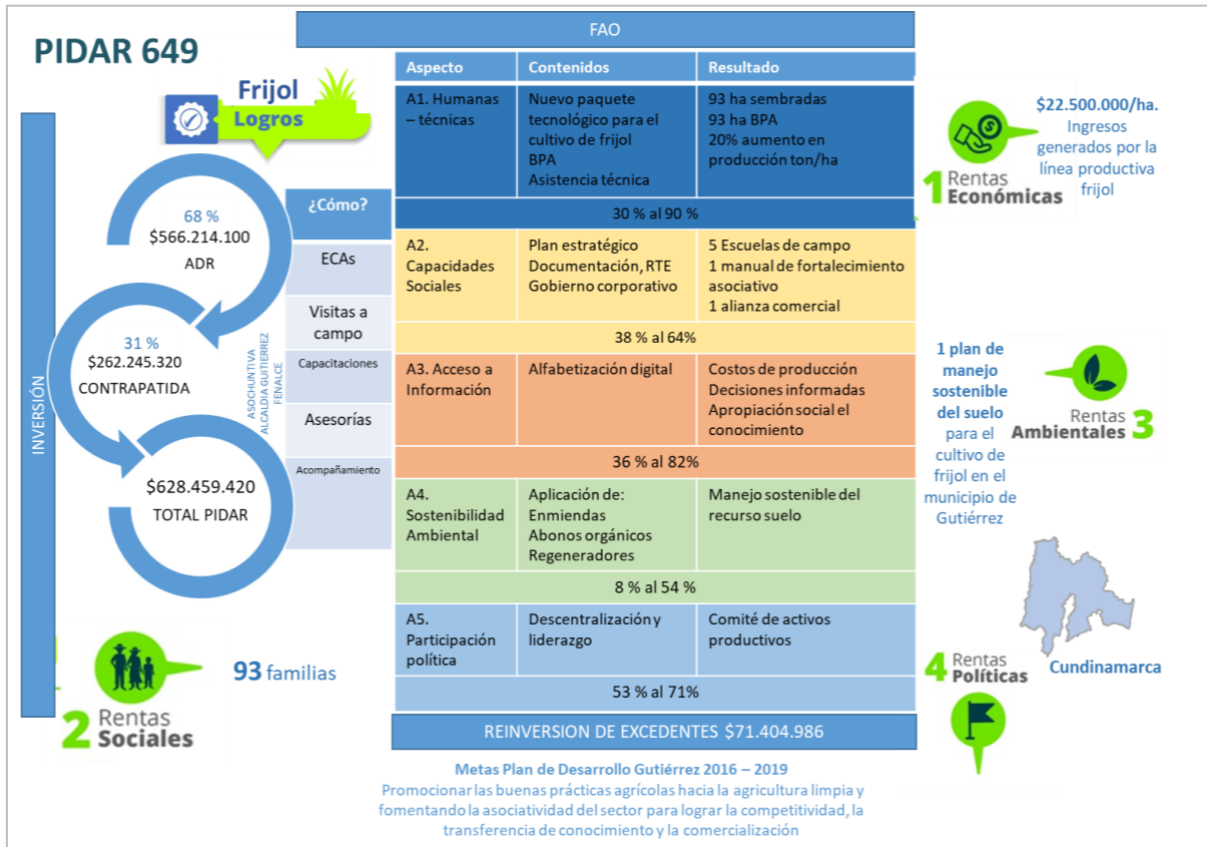 PIDAR 649
FAO
Frijol
Logros
INVERSIÓN
68 %
$566.214.100
ADR
31 %
$262.245.320
CONTRAPATIDA
ASOCHUNTIVA
ALCALDIA GUTIERREZ
FENALCE
$628.459.420
TOTAL PIDAR
¿Cómo?
ECAs
Visitas a
campo
Capacitaciones
Asesorías
Acompañamiento
Aspecto
Contenidos
Resultado
A1. Humanas
– técnicas
Nuevo paquete
tecnológico para el
cultivo de frijol
BPA
Asistencia técnica
93 ha sembradas
93 ha BPA
20% aumento en
producción ton/ha
30 % al 90 %
A2.
Capacidades
Sociales
Plan estratégico
Documentación, RTE
Gobierno corporativo
5 Escuelas de campo
1 manual de fortalecimiento
asociativo
1 alianza comercial
38 % al 64%
A3. Acceso a
Información
Alfabetización digital
Costos de producción
Decisiones informadas
Apropiación social el
conocimiento
36 % al 82%
A4.
Sostenibilidad
Ambiental
Aplicación de:
Enmiendas
Abonos orgánicos
Regeneradores
Manejo sostenible del
recurso suelo
8 % al 54 %
A5.
Participación
política
Descentralización y
liderazgo
Comité de activos
productivos
53 % al 71%
REINVERSION DE EXCEDENTES $71.404.986
1 Rentas
Económicas
$22.500.000/ha.
Ingresos
generados por la
línea productiva
frijol
2 Rentas
Sociales
93 familias
1 plan de
manejo
sostenible
del suelo
para el
cultivo de
frijol en el
municipio de
Gutiérrez
Rentas
Ambientales 3
4 Rentas
Políticas
Cundinamarca
Metas Plan de Desarrollo Gutiérrez 2016 – 2019
Promocionar las buenas prácticas agrícolas hacia la agricultura limpia y
fomentando la asociatividad del sector para lograr la competitividad, la
transferencia de conocimiento y la comercialización